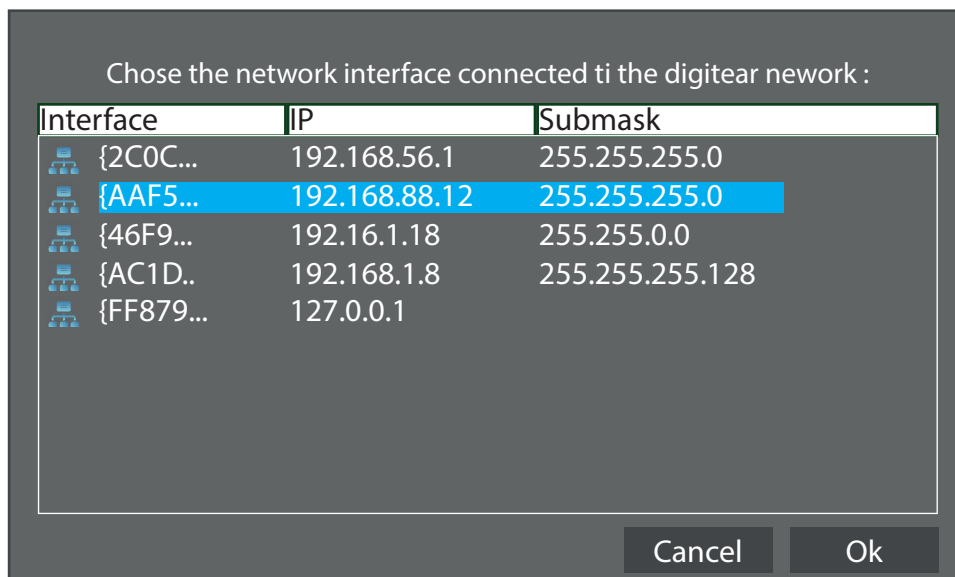 Chose the network interface connected ti the digitear nework :
Interface IP Submask
{2C0C... 192.168.56.1 255.255.255.0
{AAF5... 192.168.88.12 255.255.255.0
{46F9... 192.16.1.18 255.255.0.0
{AC1D.. 192.168.1.8 255.255.255.128
{FF879... 127.0.0.1
Cancel Ok